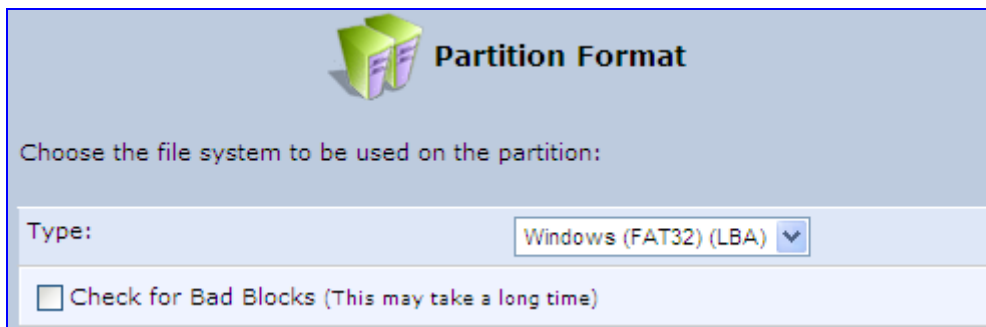 Partition Format
Choose the file system to be used on the partition:
Type:
Windows (FAT32) (LBA)
Check for Bad Blocks (This may take a long time)